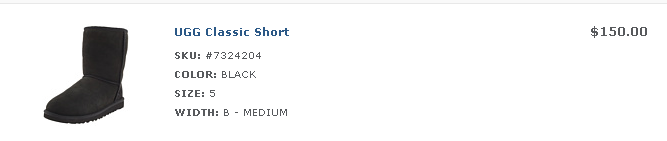 UGG Classic Short
$150.00
SKU: #7324204
COLOR: BLACK
SIZE: 5
WIDTH: B - MEDIUM